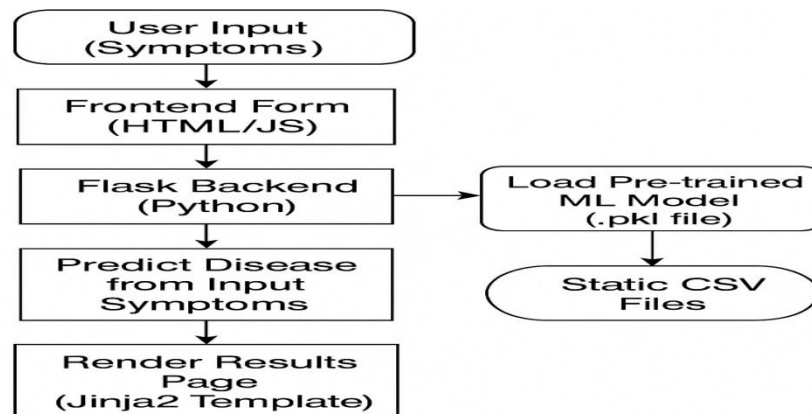 User Input
(Symptoms)
Frontend Form
(HTML/JS)
Flask Backend
(Python)
Predict Disease
from Input
Symptoms
Render Results
Page
(Jinja2 Template)
Load Pre-trained
ML Model
(.pkl file)
Static CSV
Files